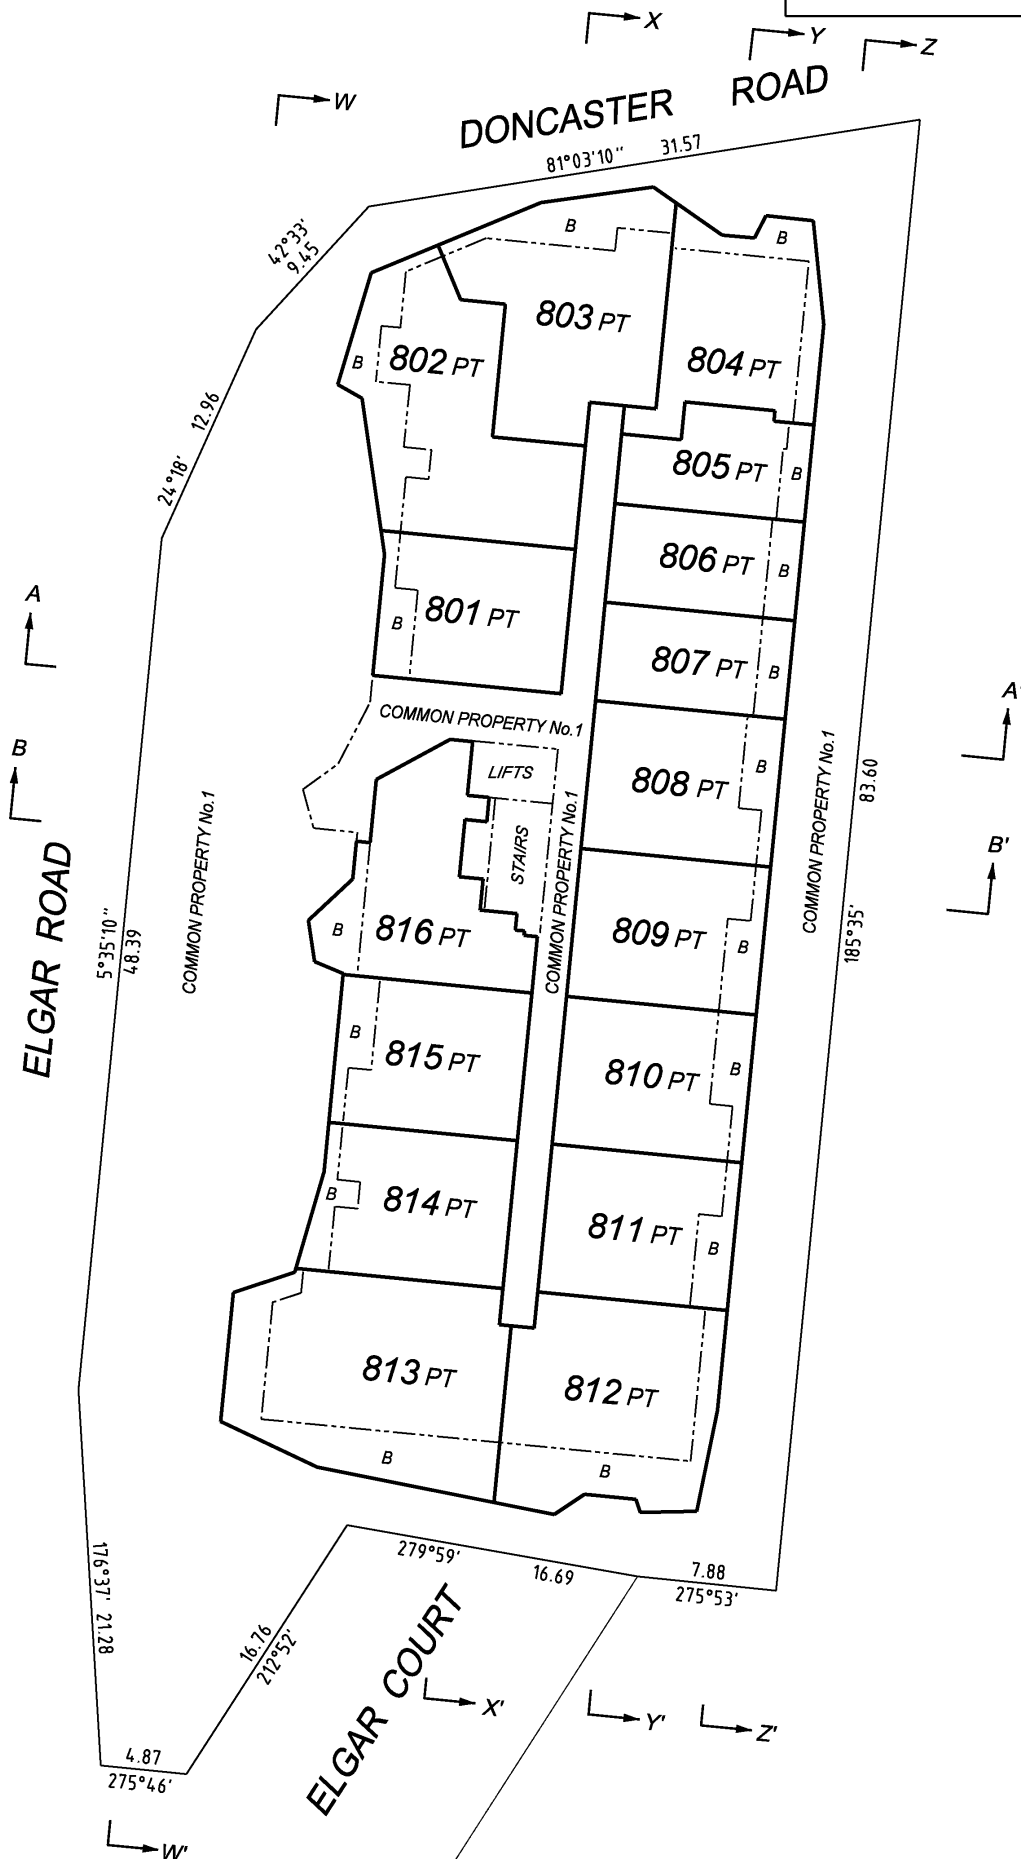 X
Y
Z
W
DONCASTER ROAD
81°03'10" 31.57
42°33'
9.45
B
B
803 PT
802 PT
B
804 PT
24°18' 12.96
805 PT
B
806 PT
B
A
801 PT
B
807 PT
B
A'
COMMON PROPERTY No.1
B
LIFTS
808 PT
B
COMMON PROPERTY No.1
83.60
185°35'
STAIRS
COMMON PROPERTY No.1
COMMON PROPERTY No.1
B'
ELGAR ROAD
5°35'10"
48.39
816 PT
B
809 PT
B
815 PT
B
810 PT
B
814 PT
B
811 PT
B
813 PT
812 PT
B
B
176°37' 21.28
279°59' 16.69
7.88
275°53'
16.76
212°52'
ELGAR COURT
X'
Y'
Z'
4.87
275°46'
W'